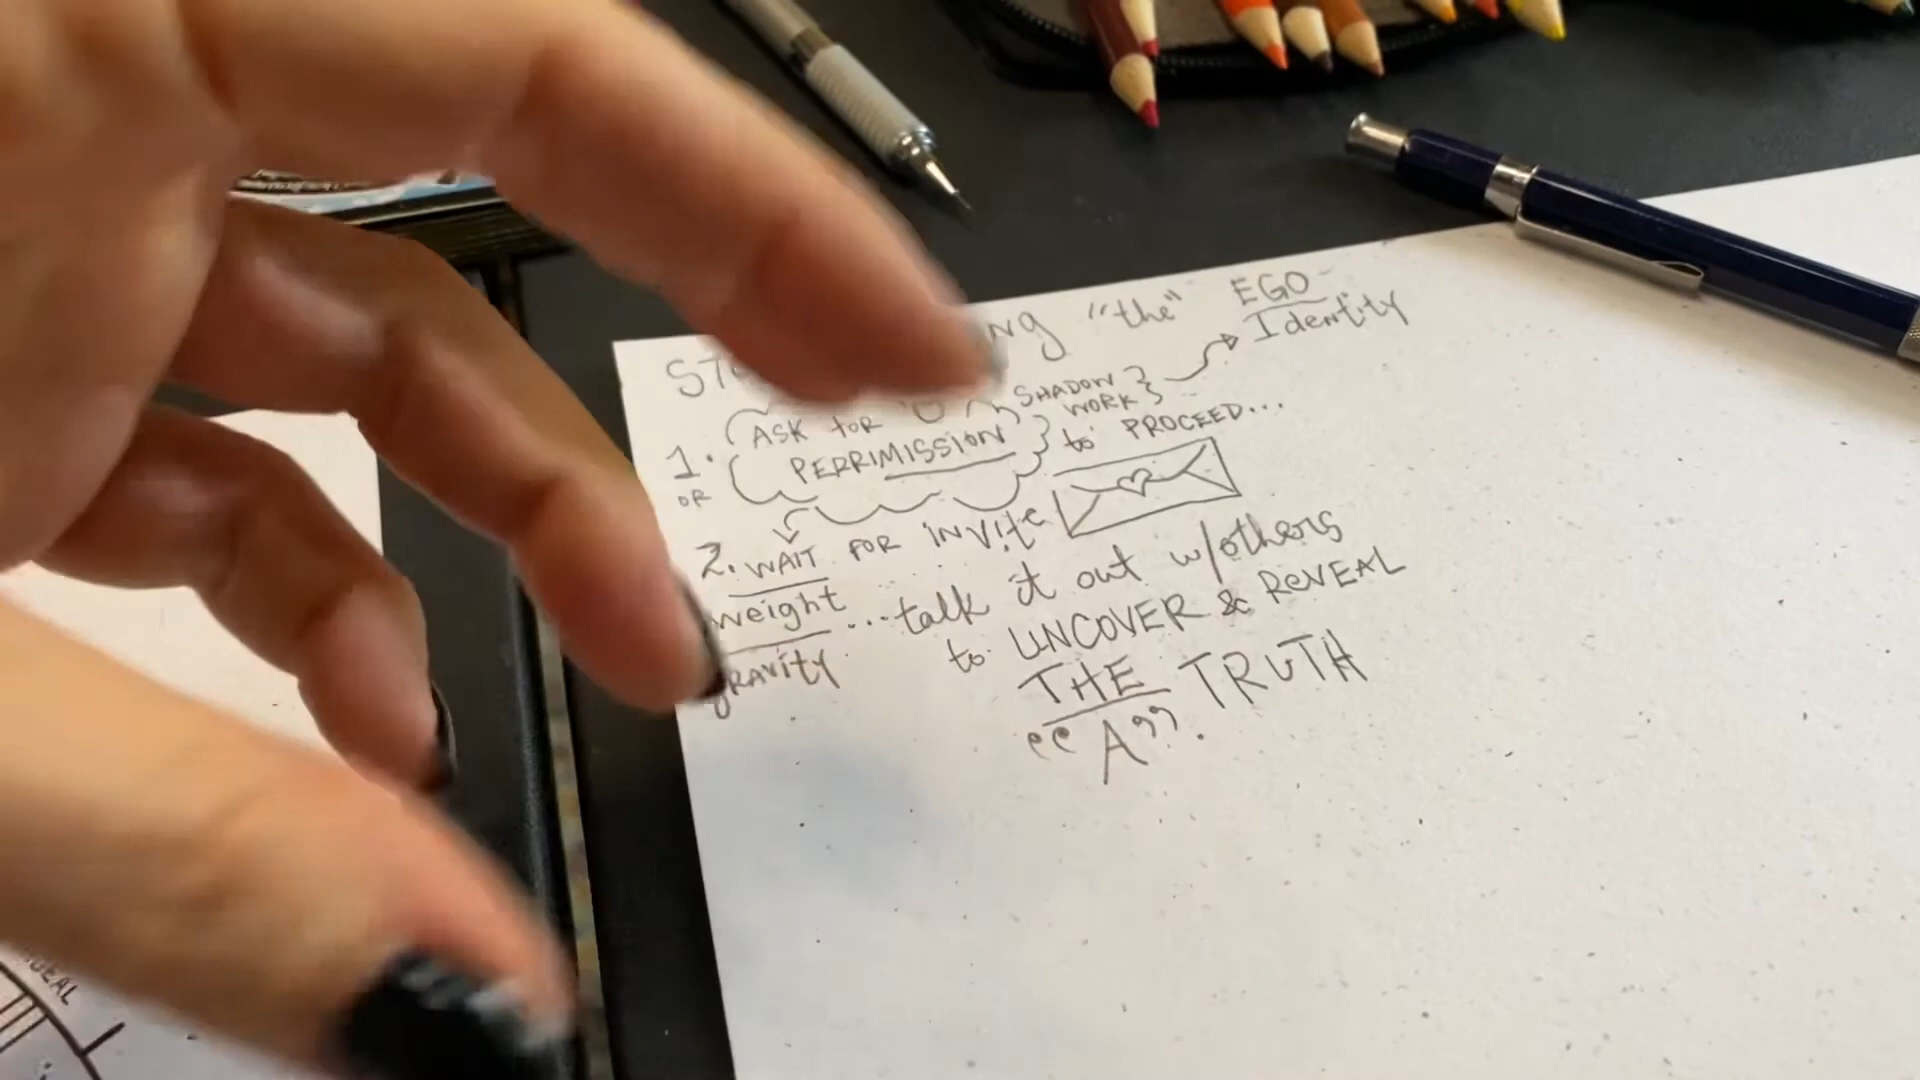 "the" EGO
Identity
SHADOW
WORK
1. ASK for
OR PERRIMISSION to PROCEED...
2. WAIT FOR INVITE
weight ...talk it out w/others
to UNCOVER & REVEAL
THE TRUTH
"A".